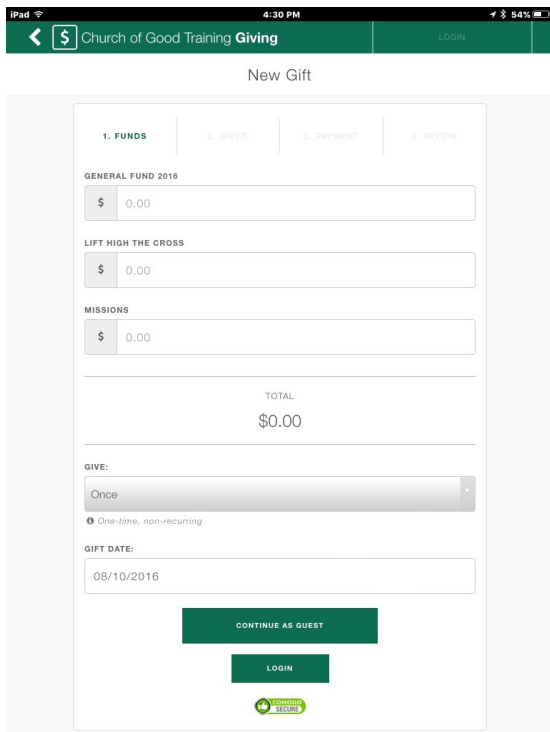 iPad 4:30 PM 54%
$ Church of Good Training Giving LOGIN
New Gift
1. FUNDS 2. GIVER 3. PAYMENT 4. REVIEW
GENERAL FUND 2016
$ 0.00
LIFT HIGH THE CROSS
$ 0.00
MISSIONS
$ 0.00
TOTAL
$0.00
GIVE:
Once
One-time, non-recurring
GIFT DATE:
08/10/2016
CONTINUE AS GUEST
LOGIN
COMODO
SECURE